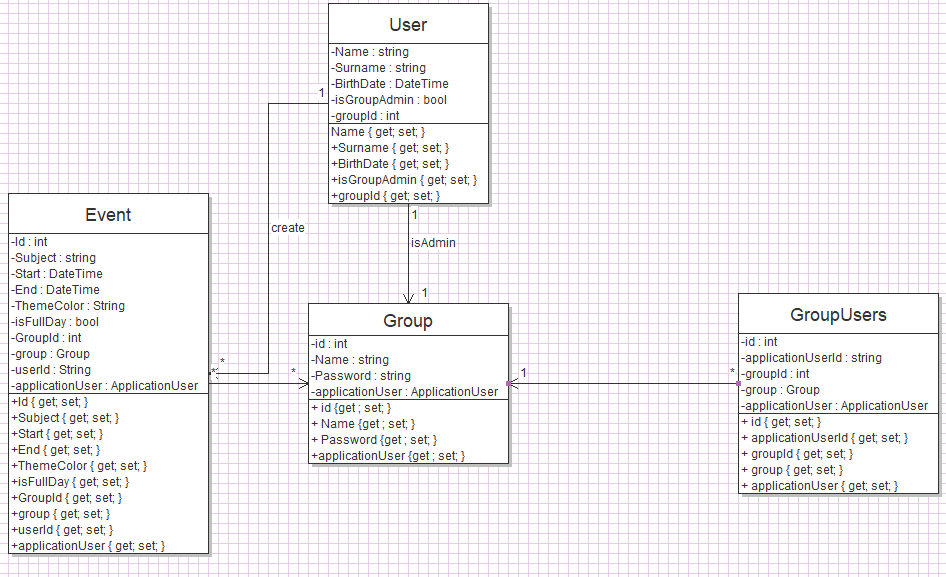 User
-Name : string
-Surname : string
-BirthDate : DateTime
-isGroupAdmin : bool
-groupId : int
Name { get; set; }
+Surname { get; set; }
+BirthDate { get; set; }
+isGroupAdmin { get; set; }
+groupId { get; set; }
1
create
1
isAdmin
1
Event
-Id : int
-Subject : string
-Start : DateTime
-End : DateTime
-ThemeColor : String
-isFullDay : bool
-GroupId : int
-group : Group
-userId : String
-applicationUser : ApplicationUser
+Id { get; set; }
+Subject { get; set; }
+Start { get; set; }
+End { get; set; }
+ThemeColor { get; set; }
+isFullDay { get; set; }
+GroupId { get; set; }
+group { get; set; }
+userId { get; set; }
+applicationUser { get; set; }
*
*
*
Group
-id : int
-Name : string
-Password : string
-applicationUser : ApplicationUser
+ id {get ; set; }
+ Name {get ; set; }
+ Password {get ; set; }
+applicationUser {get ; set; }
1
*
GroupUsers
-id : int
-applicationUserId : string
-groupId : int
-group : Group
-applicationUser : ApplicationUser
+ id { get; set; }
+ applicationUserId { get; set; }
+ groupId { get; set; }
+ group { get; set; }
+ applicationUser { get; set; }